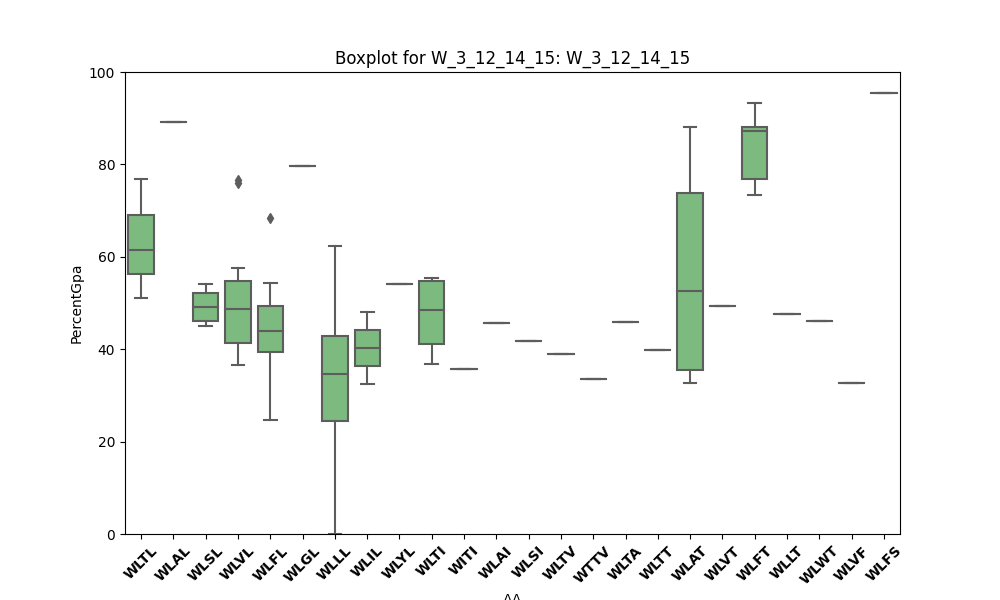 Boxplot for W_3_12_14_15: W_3_12_14_15
100
80
60
40
20
0
PercentGpa
WLTL WLAL WLSL WLVL WLFL WLGL WLLL WLIL WLYL WLTI WITI WLAI WLSI WLTV WTTV WLTA WLTT WLAT WLVT WLFT WLLT WLWT WLVF WLFS
AA